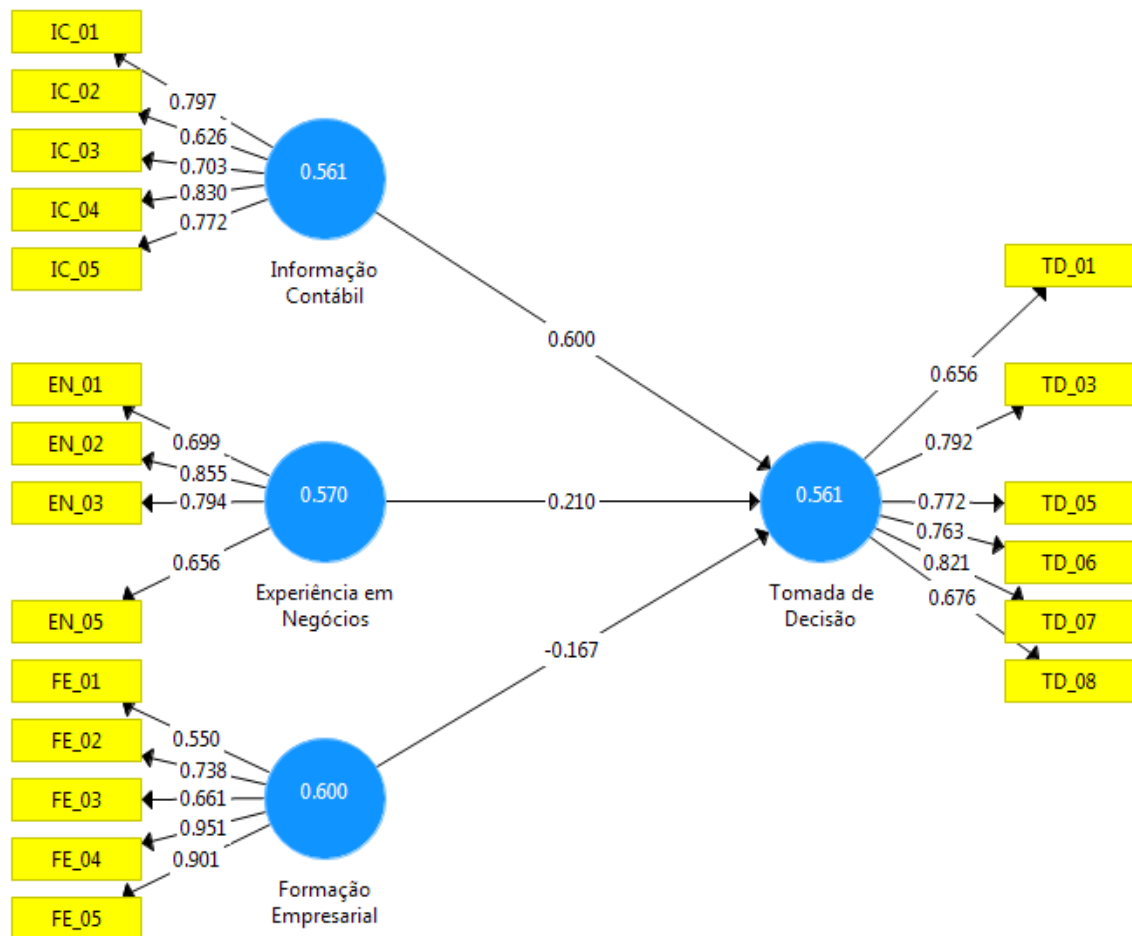 IC_01
IC_02
IC_03
IC_04
IC_05
0.797
0.626
0.703
0.830
0.772
0.561
Informação
Contábil
0.600
EN_01
EN_02
EN_03
EN_05
0.699
0.855
0.794
0.656
0.570
Experiência em
Negócios
0.210
FE_01
FE_02
FE_03
FE_04
FE_05
0.550
0.738
0.661
0.951
0.901
0.600
Formação
Empresarial
-0.167
0.561
Tomada de
Decisão
0.656
0.792
0.772
0.763
0.821
0.676
TD_01
TD_03
TD_05
TD_06
TD_07
TD_08